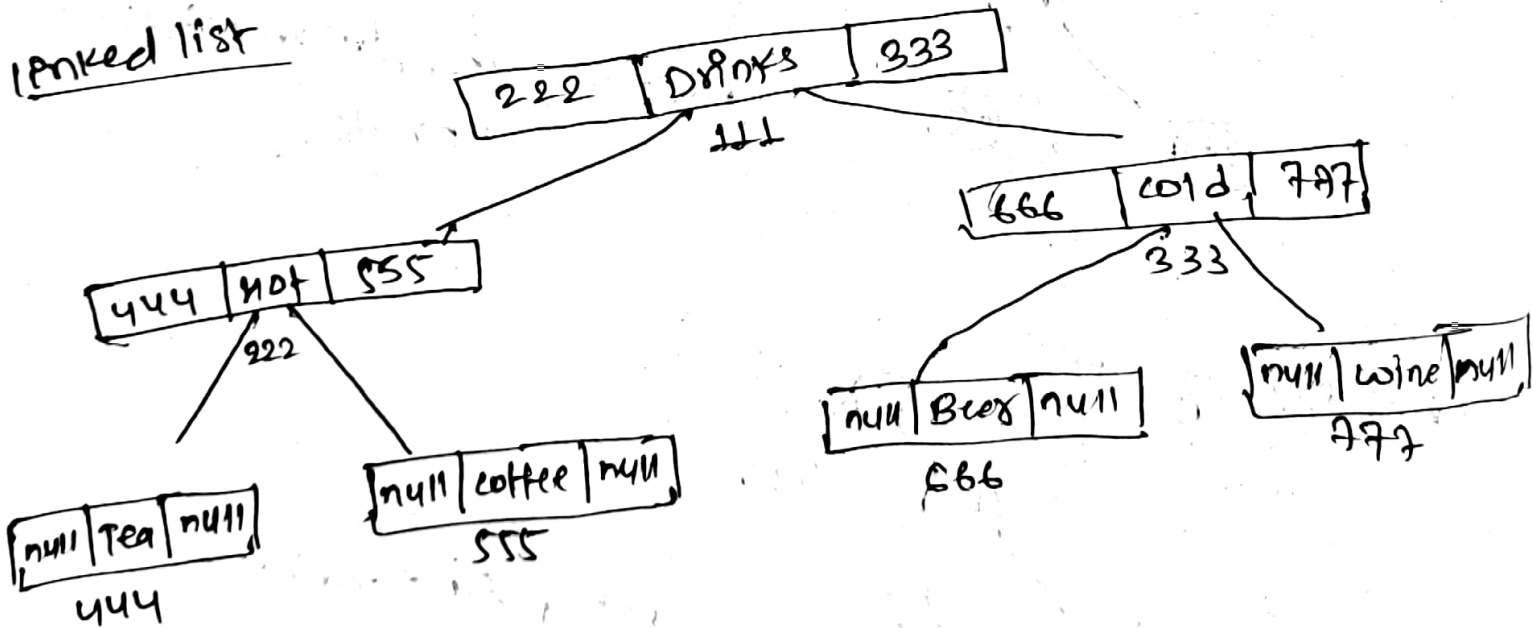 linked list
222 Drinks 333
111
666 cold 777
333
444 Hot 555
222
null Beer null
666
null wine null
777
null Tea null
444
null coffee null
555